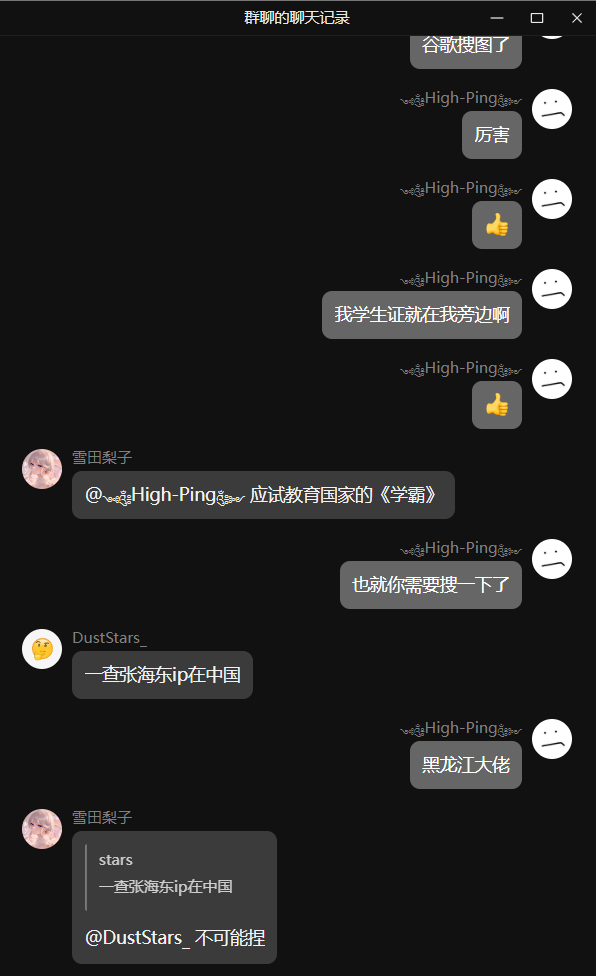 群聊的聊天记录
谷歌搜图了
High-Ping
厉害
High-Ping
High-Ping
我学生证就在我旁边啊
High-Ping
雪田梨子
@High-Ping 应试教育国家的《学霸》
High-Ping
也就你需要搜一下了
DustStars_
一查张海东ip在中国
High-Ping
黑龙江大佬
雪田梨子
stars
一查张海东ip在中国
@DustStars_ 不可能捏